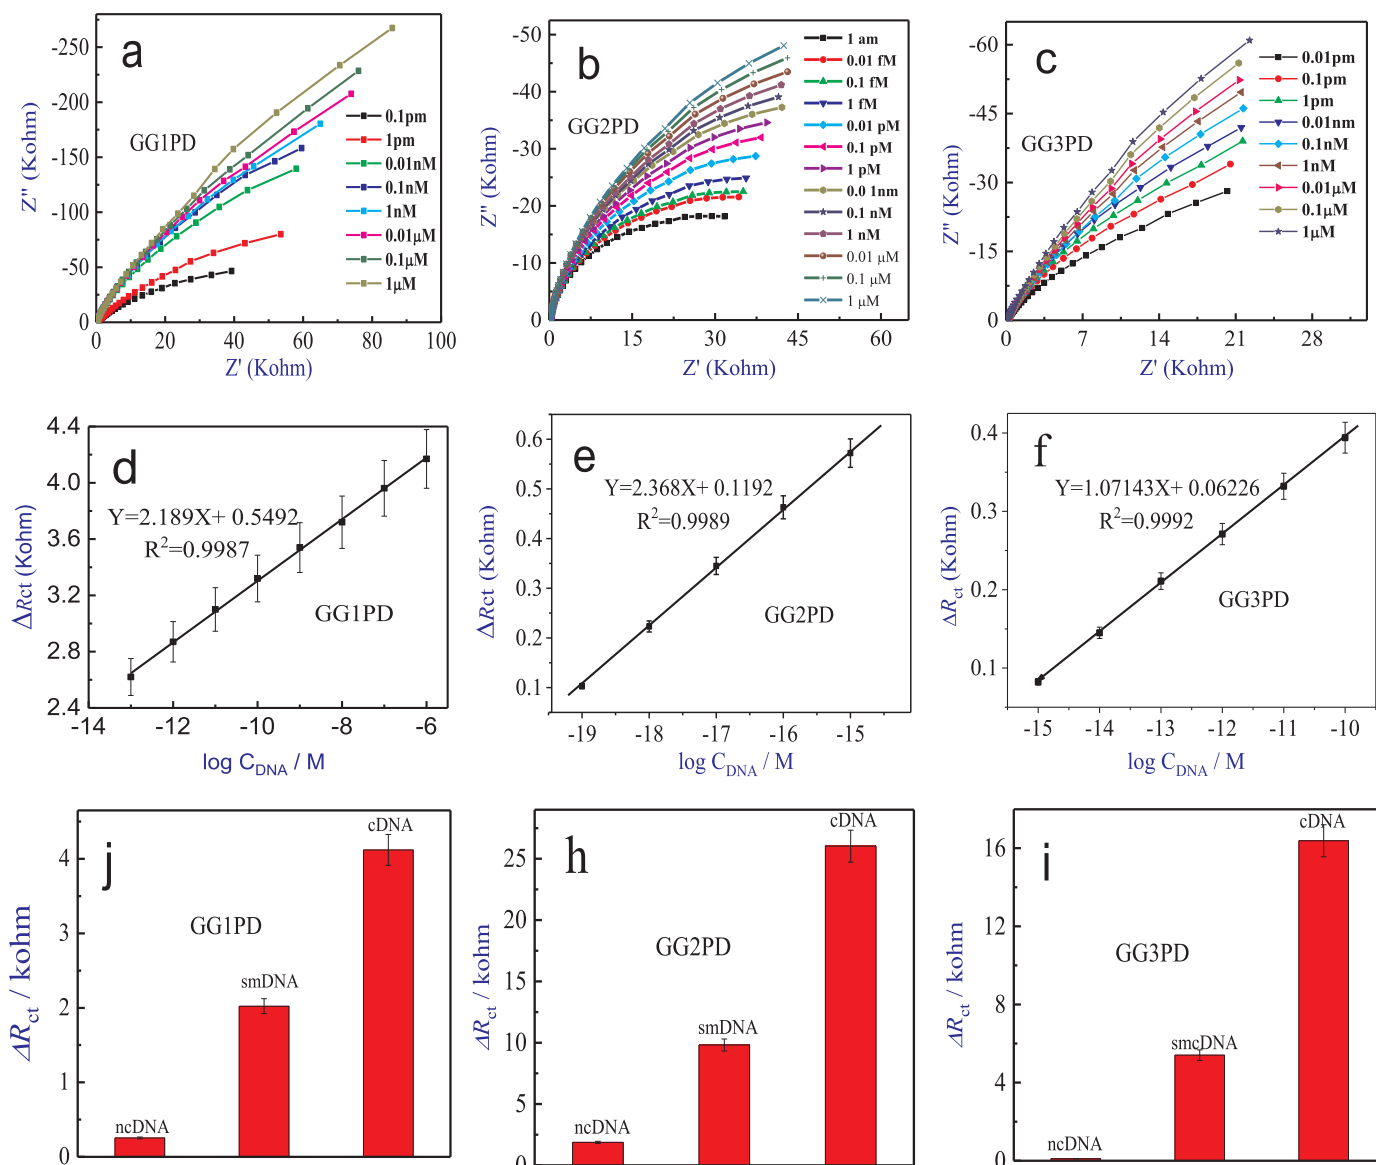 a
GG1PD
-250
-200
-150
-100
-50
0
0 20 40 60 80 100
Z'' (Kohm)
Z' (Kohm)
0.1pm
1pm
0.01nM
0.1nM
1nM
0.01μM
0.1μM
1μM
b
GG2PD
-50
-40
-30
-20
-10
0
0 15 30 45 60
Z'' (Kohm)
Z' (Kohm)
1 am
0.01 fM
0.1 fM
1 fM
0.01 pM
0.1 pM
1 pM
0.0 1nm
0.1 nM
1 nM
0.01 μM
0.1 μM
1 μM
c
GG3PD
-60
-45
-30
-15
0
0 7 14 21 28
Z'' (Kohm)
Z' (Kohm)
0.01pm
0.1pm
1pm
0.01nm
0.1nM
1nM
0.01μM
0.1μM
1μM
d
Y=2.189X+ 0.5492
R²=0.9987
GG1PD
4.4
4.0
3.6
3.2
2.8
2.4
-14 -12 -10 -8 -6
ΔRct (Kohm)
log C_DNA / M
e
Y=2.368X+ 0.1192
R²=0.9989
GG2PD
0.6
0.5
0.4
0.3
0.2
0.1
-19 -18 -17 -16 -15
ΔRct (Kohm)
log C_DNA / M
f
Y=1.07143X+ 0.06226
R²=0.9992
GG3PD
0.4
0.3
0.2
0.1
-15 -14 -13 -12 -11 -10
ΔR_ct (Kohm)
log C_DNA / M
j
GG1PD
4
3
2
1
0
ncDNA
smDNA
cDNA
ΔR_ct / kohm
h
GG2PD
25
20
15
10
5
0
ncDNA
smDNA
cDNA
ΔR_ct / kohm
i
GG3PD
16
12
8
4
0
ncDNA
smcDNA
cDNA
ΔR_ct / kohm